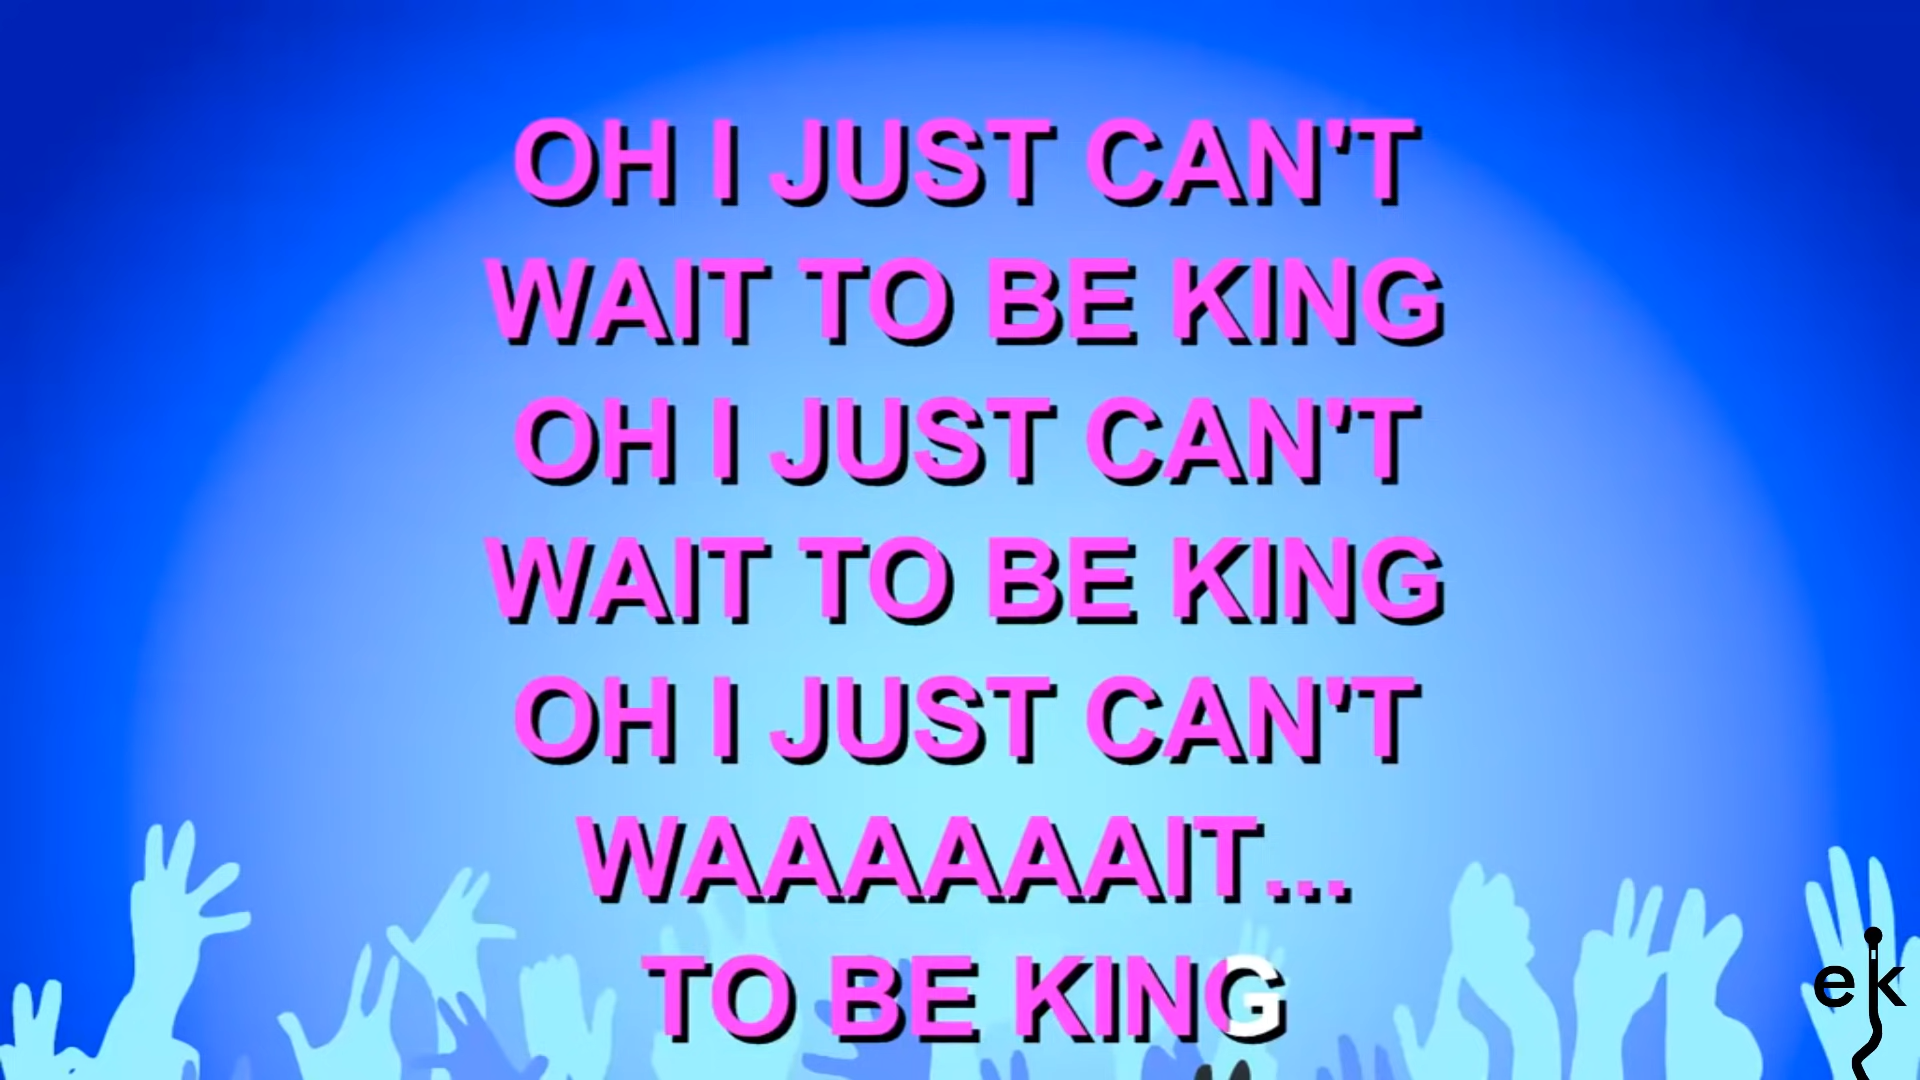 OH I JUST CAN'T
WAIT TO BE KING
OH I JUST CAN'T
WAIT TO BE KING
OH I JUST CAN'T
WAAAAAAIT...
TO BE KING
ek